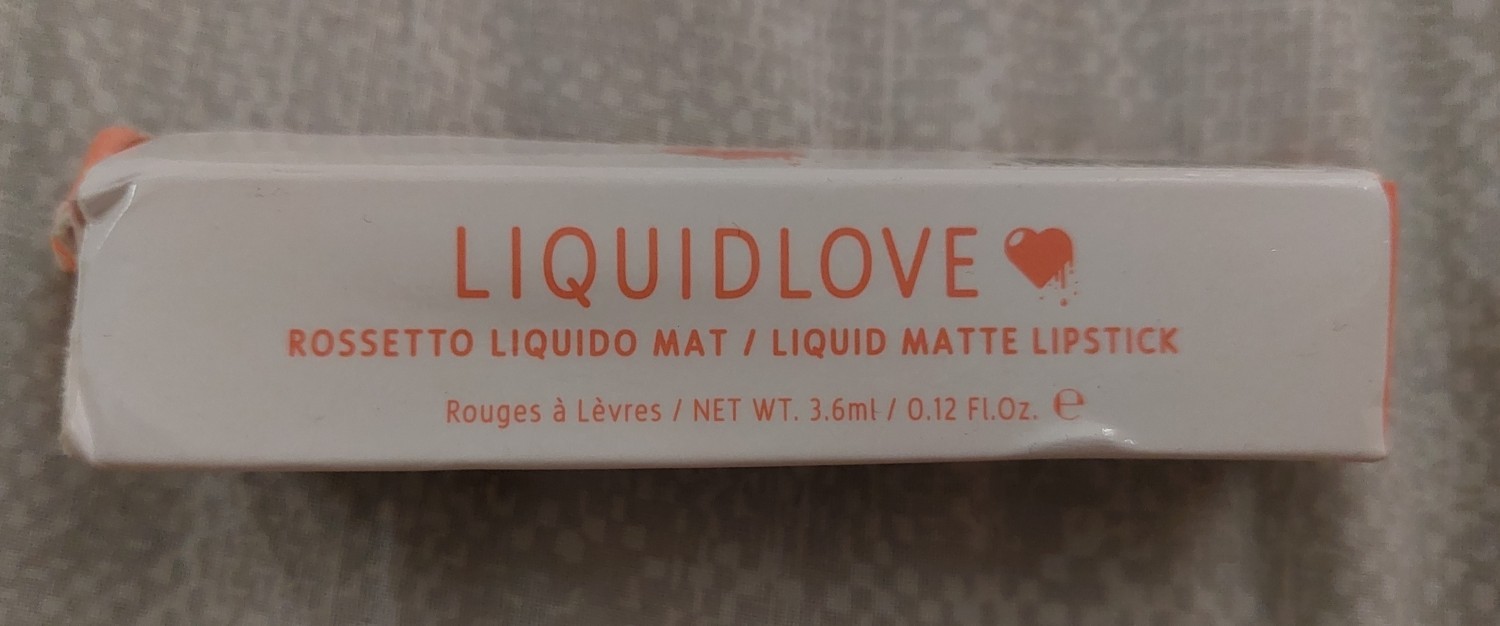 LIQUIDLOVE
ROSSETTO LIQUIDO MAT / LIQUID MATTE LIPSTICK
Rouges à Lèvres / NET WT. 3.6ml / 0.12 Fl.Oz. ℮